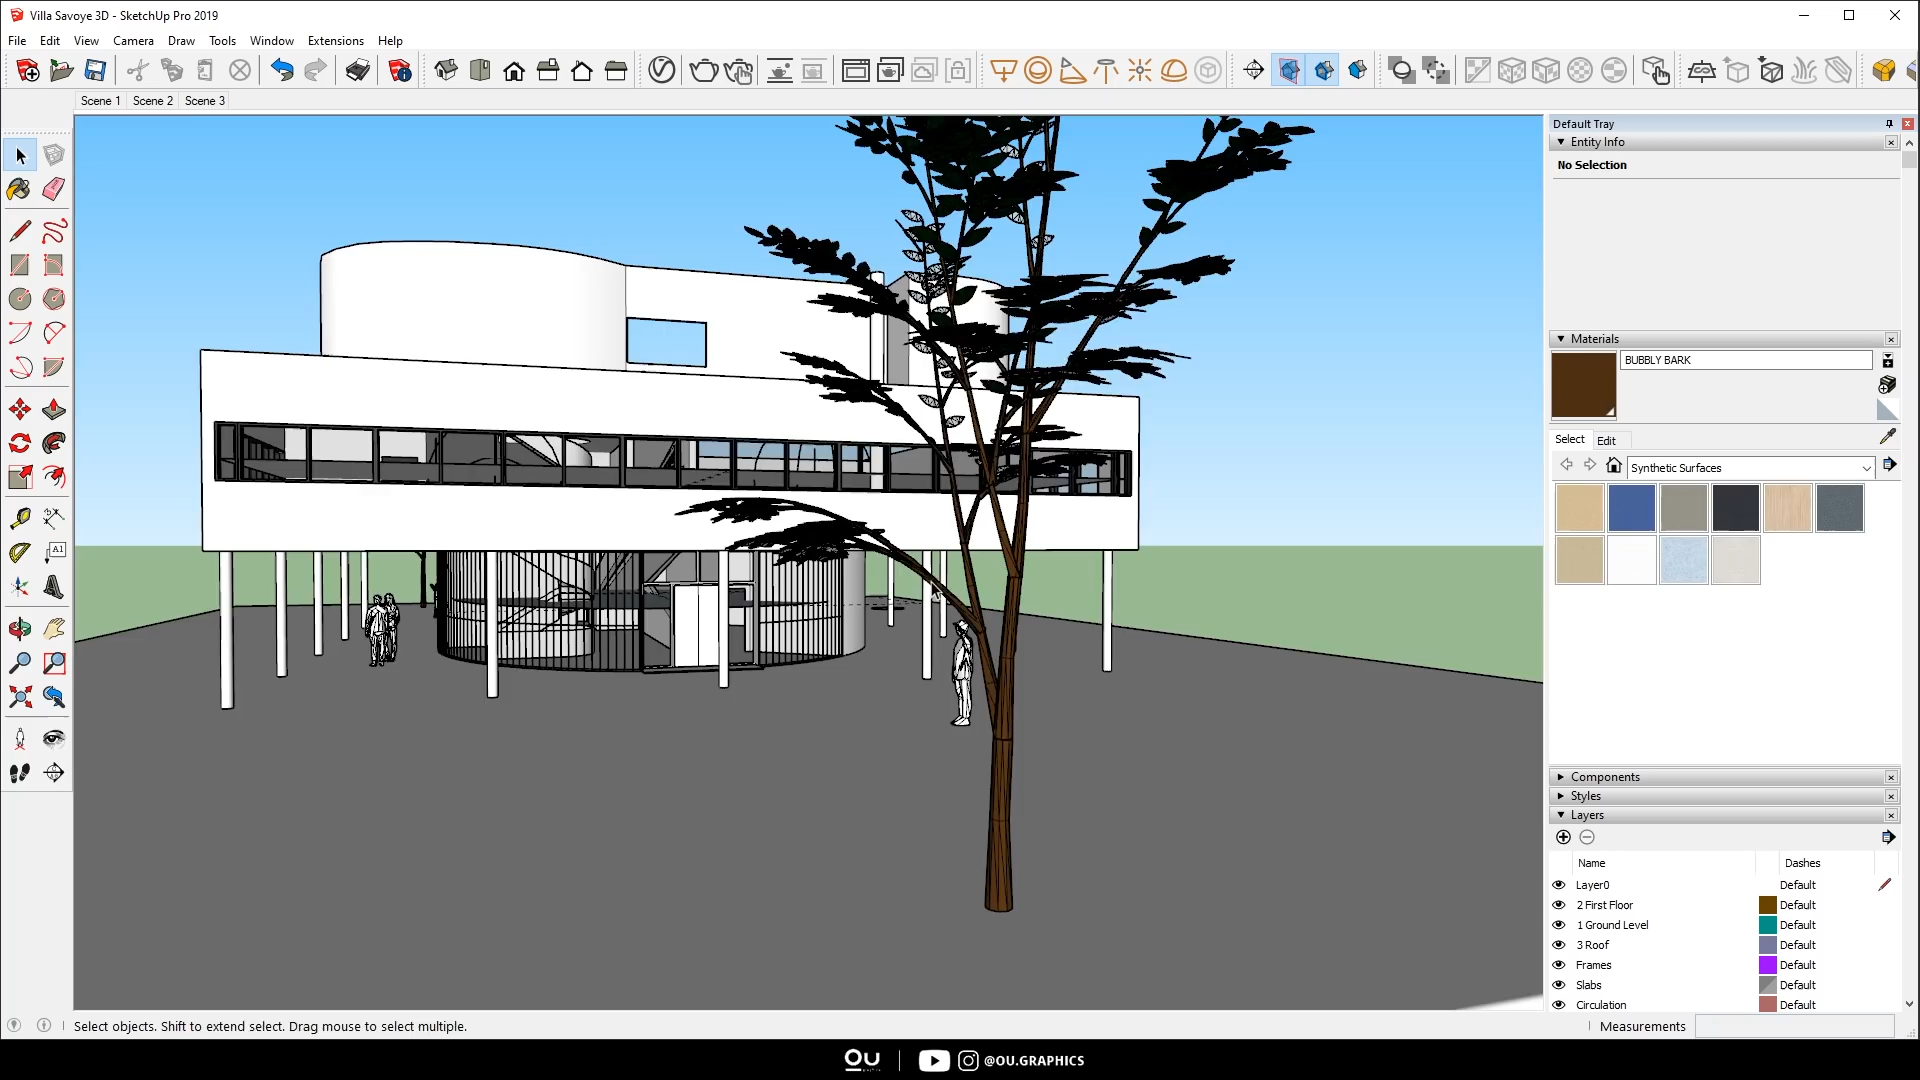 Villa Savoye 3D - SketchUp Pro 2019
File Edit View Camera Draw Tools Window Extensions Help
Scene 1 Scene 2 Scene 3
Default Tray
Entity Info
No Selection
Materials
BUBBLY BARK
Select Edit
Synthetic Surfaces
A1
Components
Styles
Layers
Name Dashes
Layer0 Default
2 First Floor Default
1 Ground Level Default
3 Roof Default
Frames Default
Slabs Default
Circulation Default
Select objects. Shift to extend select. Drag mouse to select multiple.
Measurements
OU
@OU.GRAPHICS